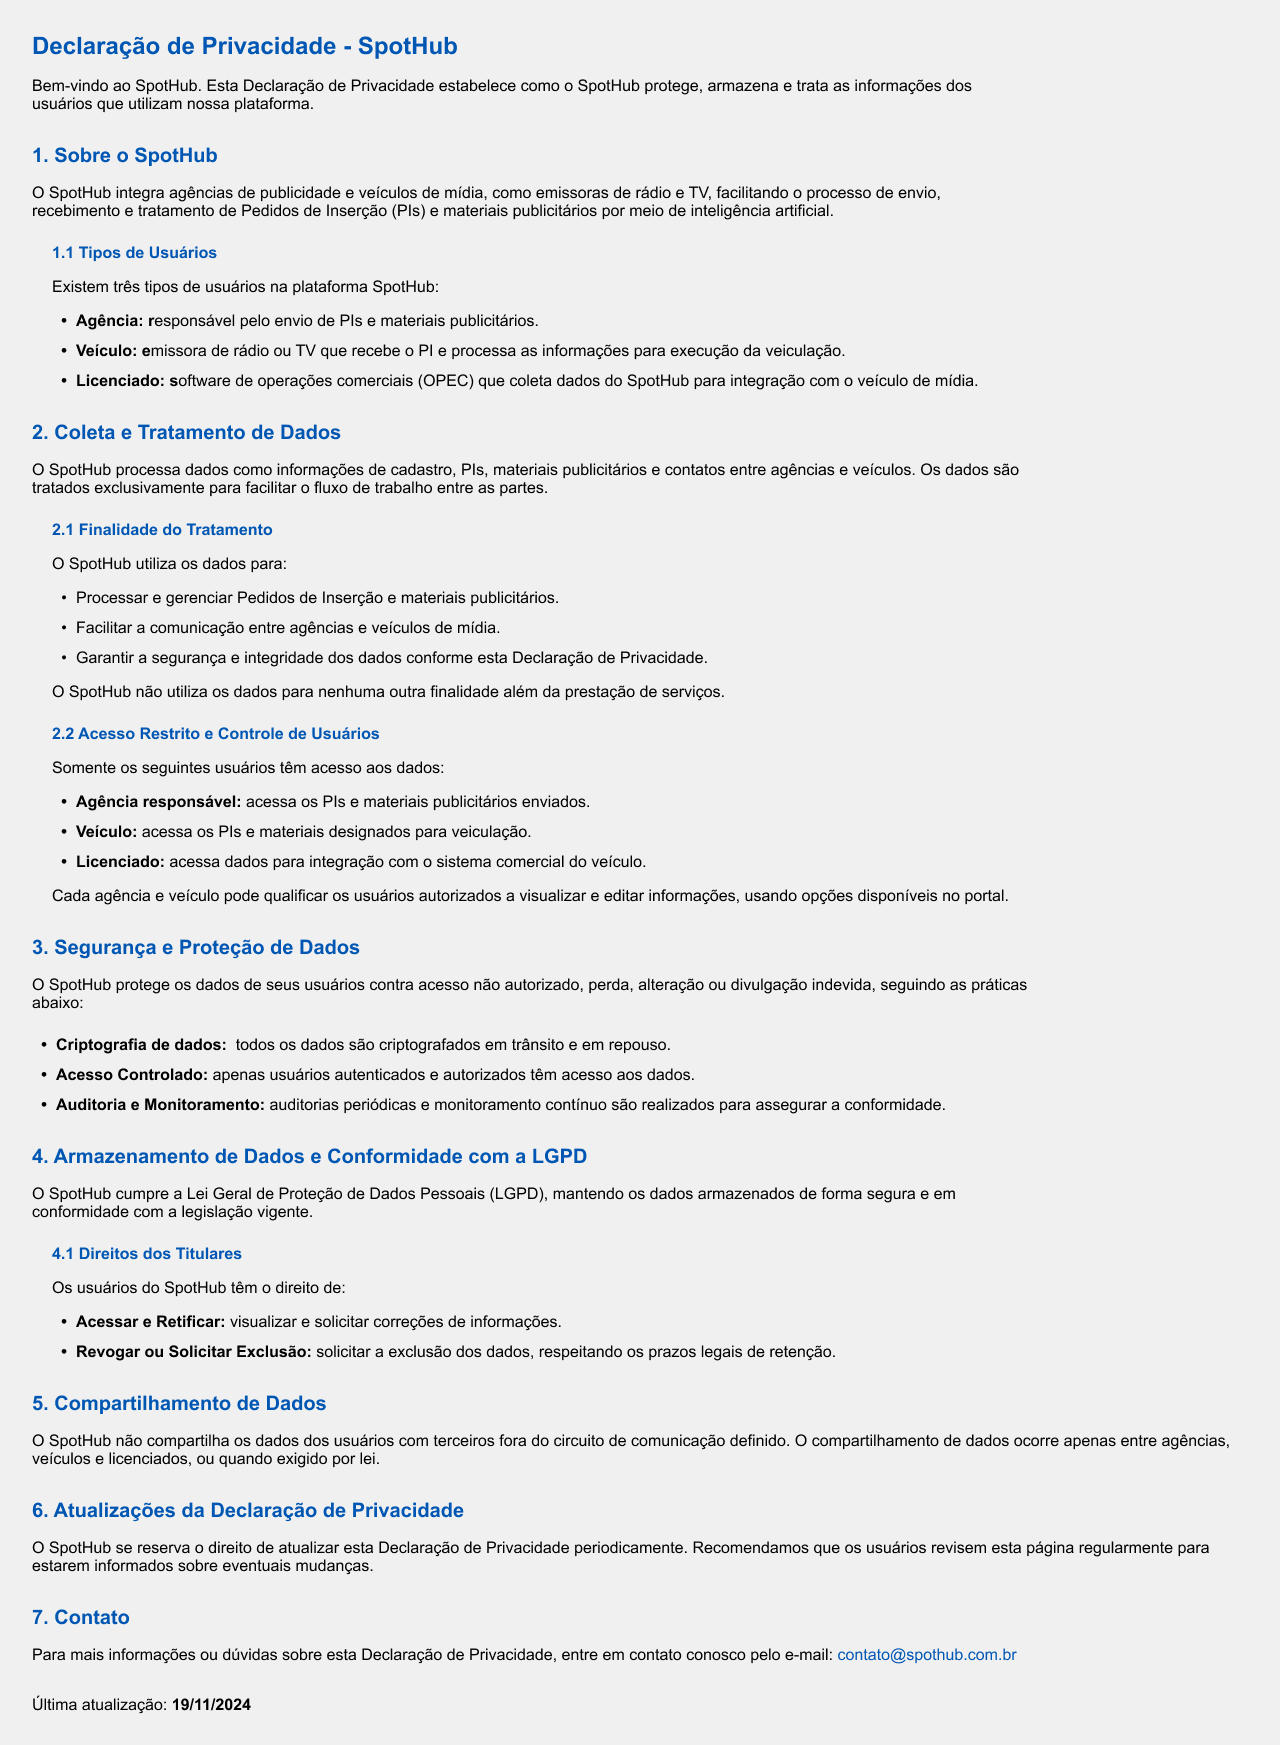 Declaração de Privacidade - SpotHub
Bem-vindo ao SpotHub. Esta Declaração de Privacidade estabelece como o SpotHub protege, armazena e trata as informações dos
usuários que utilizam nossa plataforma.
1. Sobre o SpotHub
O SpotHub integra agências de publicidade e veículos de mídia, como emissoras de rádio e TV, facilitando o processo de envio,
recebimento e tratamento de Pedidos de Inserção (PIs) e materiais publicitários por meio de inteligência artificial.
1.1 Tipos de Usuários
Existem três tipos de usuários na plataforma SpotHub:
• Agência: responsável pelo envio de PIs e materiais publicitários.
• Veículo: emissora de rádio ou TV que recebe o PI e processa as informações para execução da veiculação.
• Licenciado: software de operações comerciais (OPEC) que coleta dados do SpotHub para integração com o veículo de mídia.
2. Coleta e Tratamento de Dados
O SpotHub processa dados como informações de cadastro, PIs, materiais publicitários e contatos entre agências e veículos. Os dados são
tratados exclusivamente para facilitar o fluxo de trabalho entre as partes.
2.1 Finalidade do Tratamento
O SpotHub utiliza os dados para:
• Processar e gerenciar Pedidos de Inserção e materiais publicitários.
• Facilitar a comunicação entre agências e veículos de mídia.
• Garantir a segurança e integridade dos dados conforme esta Declaração de Privacidade.
O SpotHub não utiliza os dados para nenhuma outra finalidade além da prestação de serviços.
2.2 Acesso Restrito e Controle de Usuários
Somente os seguintes usuários têm acesso aos dados:
• Agência responsável: acessa os PIs e materiais publicitários enviados.
• Veículo: acessa os PIs e materiais designados para veiculação.
• Licenciado: acessa dados para integração com o sistema comercial do veículo.
Cada agência e veículo pode qualificar os usuários autorizados a visualizar e editar informações, usando opções disponíveis no portal.
3. Segurança e Proteção de Dados
O SpotHub protege os dados de seus usuários contra acesso não autorizado, perda, alteração ou divulgação indevida, seguindo as práticas
abaixo:
• Criptografia de dados:  todos os dados são criptografados em trânsito e em repouso.
• Acesso Controlado: apenas usuários autenticados e autorizados têm acesso aos dados.
• Auditoria e Monitoramento: auditorias periódicas e monitoramento contínuo são realizados para assegurar a conformidade.
4. Armazenamento de Dados e Conformidade com a LGPD
O SpotHub cumpre a Lei Geral de Proteção de Dados Pessoais (LGPD), mantendo os dados armazenados de forma segura e em
conformidade com a legislação vigente.
4.1 Direitos dos Titulares
Os usuários do SpotHub têm o direito de:
• Acessar e Retificar: visualizar e solicitar correções de informações.
• Revogar ou Solicitar Exclusão: solicitar a exclusão dos dados, respeitando os prazos legais de retenção.
5. Compartilhamento de Dados
O SpotHub não compartilha os dados dos usuários com terceiros fora do circuito de comunicação definido. O compartilhamento de dados ocorre apenas entre agências,
veículos e licenciados, ou quando exigido por lei.
6. Atualizações da Declaração de Privacidade
O SpotHub se reserva o direito de atualizar esta Declaração de Privacidade periodicamente. Recomendamos que os usuários revisem esta página regularmente para
estarem informados sobre eventuais mudanças.
7. Contato
Para mais informações ou dúvidas sobre esta Declaração de Privacidade, entre em contato conosco pelo e-mail: contato@spothub.com.br
Última atualização: 19/11/2024